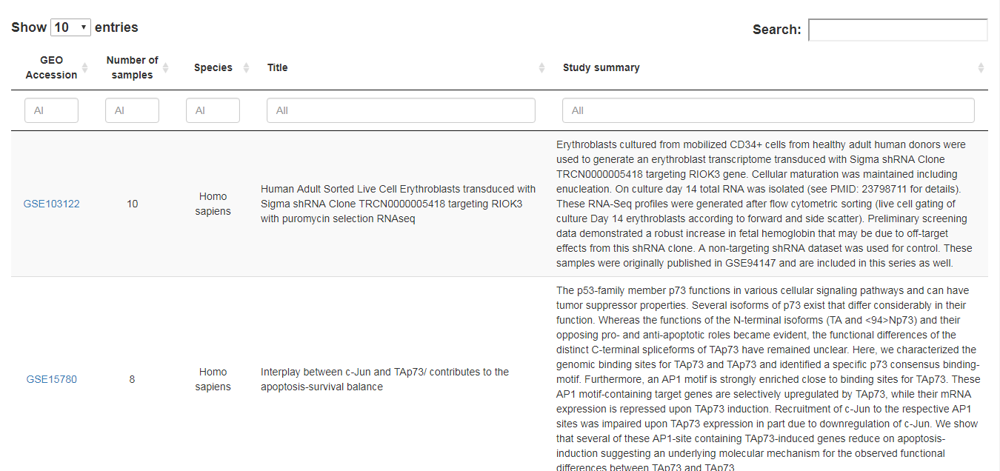 Show 10 entries
Search:
GEO Accession
Number of samples
Species
Title
Study summary
Al
Al
Al
All
All
GSE103122
10
Homo sapiens
Human Adult Sorted Live Cell Erythroblasts transduced with
Sigma shRNA Clone TRCN0000005418 targeting RIOK3
with puromycin selection RNAseq
Erythroblasts cultured from mobilized CD34+ cells from healthy adult human donors were
used to generate an erythroblast transcriptome transduced with Sigma shRNA Clone
TRCN0000005418 targeting RIOK3 gene. Cellular maturation was maintained including
enucleation. On culture day 14 total RNA was isolated (see PMID: 23798711 for details).
These RNA-Seq profiles were generated after flow cytometric sorting (live cell gating of
culture Day 14 erythroblasts according to forward and side scatter). Preliminary screening
data demonstrated a robust increase in fetal hemoglobin that may be due to off-target
effects from this shRNA clone. A non-targeting shRNA dataset was used for control. These
samples were originally published in GSE94147 and are included in this series as well.
GSE15780
8
Homo sapiens
Interplay between c-Jun and TAp73/ contributes to the
apoptosis-survival balance
The p53-family member p73 functions in various cellular signaling pathways and can have
tumor suppressor properties. Several isoforms of p73 exist that differ considerably in their
function. Whereas the functions of the N-terminal isoforms (TA and <94>Np73) and their
opposing pro- and anti-apoptotic roles became evident, the functional differences of the
distinct C-terminal spliceforms of TAp73 have remained unclear. Here, we characterized the
genomic binding sites for TAp73 and TAp73 and identified a specific p73 consensus binding-
motif. Furthermore, an AP1 motif is strongly enriched close to binding sites for TAp73. These
AP1 motif-containing target genes are selectively upregulated by TAp73, while their mRNA
expression is repressed upon TAp73 induction. Recruitment of c-Jun to the respective AP1
sites was impaired upon TAp73 expression in part due to downregulation of c-Jun. We show
that several of these AP1-site containing TAp73-induced genes reduce on apoptosis-
induction suggesting an underlying molecular mechanism for the observed functional
differences between TAp73 and TAp73